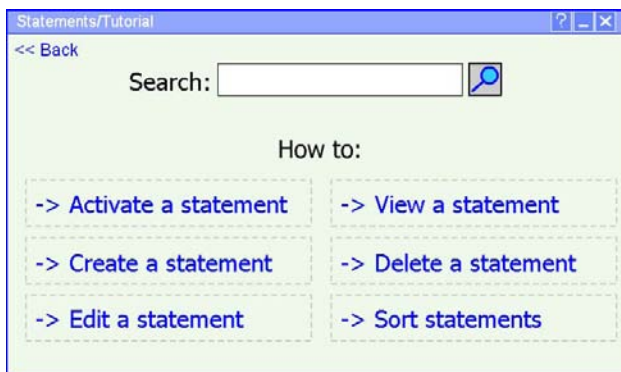 Statements/Tutorial
<< Back
Search:
How to:
-> Activate a statement
-> View a statement
-> Create a statement
-> Delete a statement
-> Edit a statement
-> Sort statements